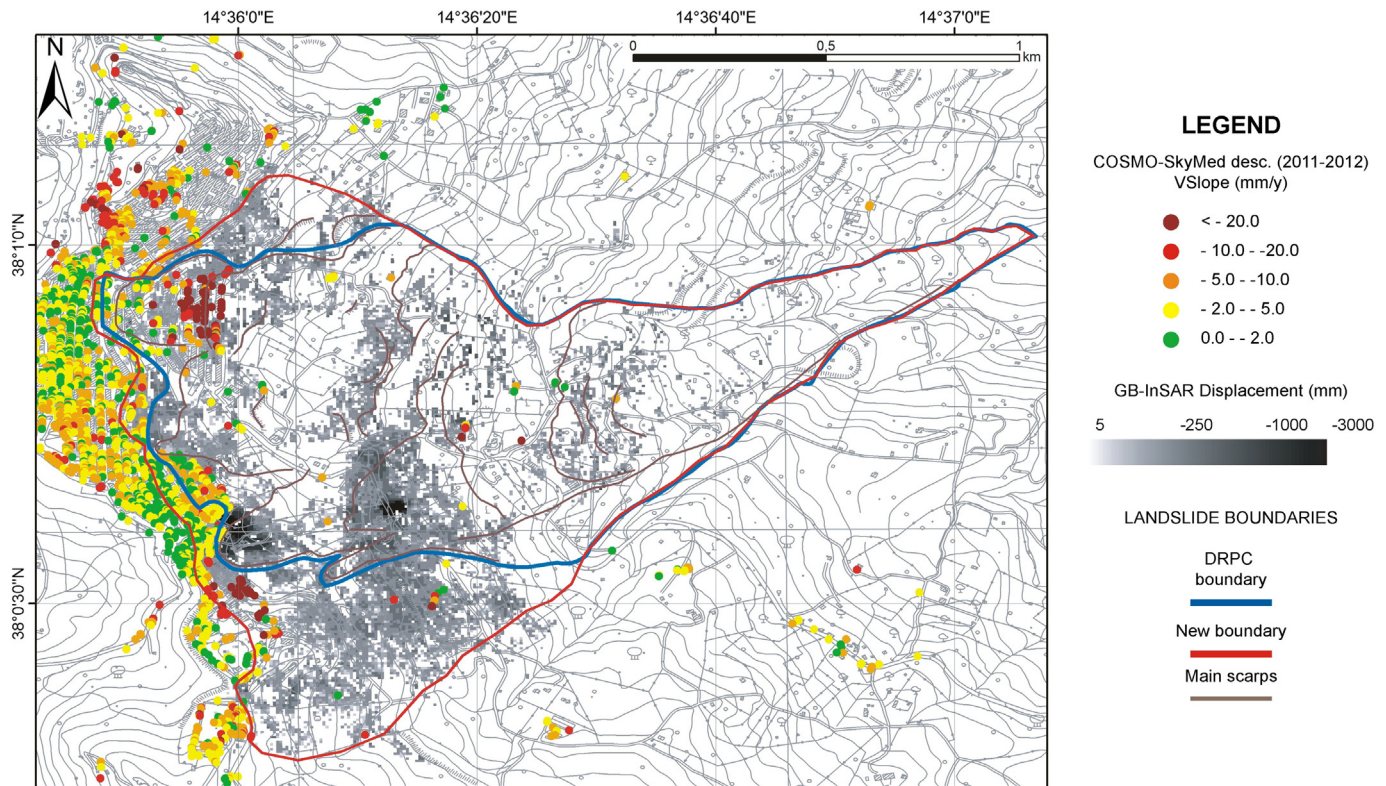 14°36'0"E 14°36'20"E 14°36'40"E 14°37'0"E
N
0 0,5 1
km
38°1'0"N
38°0'30"N
LEGEND
COSMO-SkyMed desc. (2011-2012)
VSlope (mm/y)
< - 20.0
- 10.0 - -20.0
- 5.0 - -10.0
- 2.0 - - 5.0
0.0 - - 2.0
GB-InSAR Displacement (mm)
5 -250 -1000 -3000
LANDSLIDE BOUNDARIES
DRPC
boundary
New boundary
Main scarps